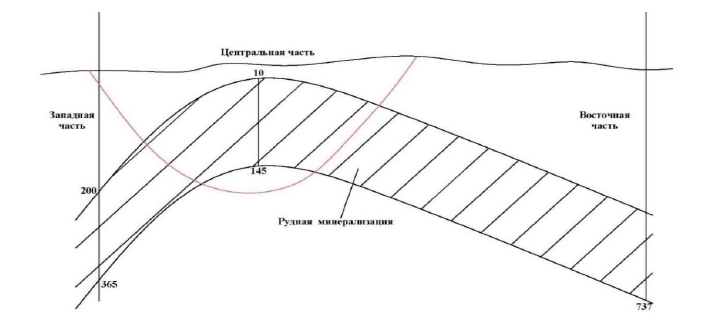 Центральная часть
10
Западная
часть
Восточная
часть
145
200
Рудная минерализация
365
737